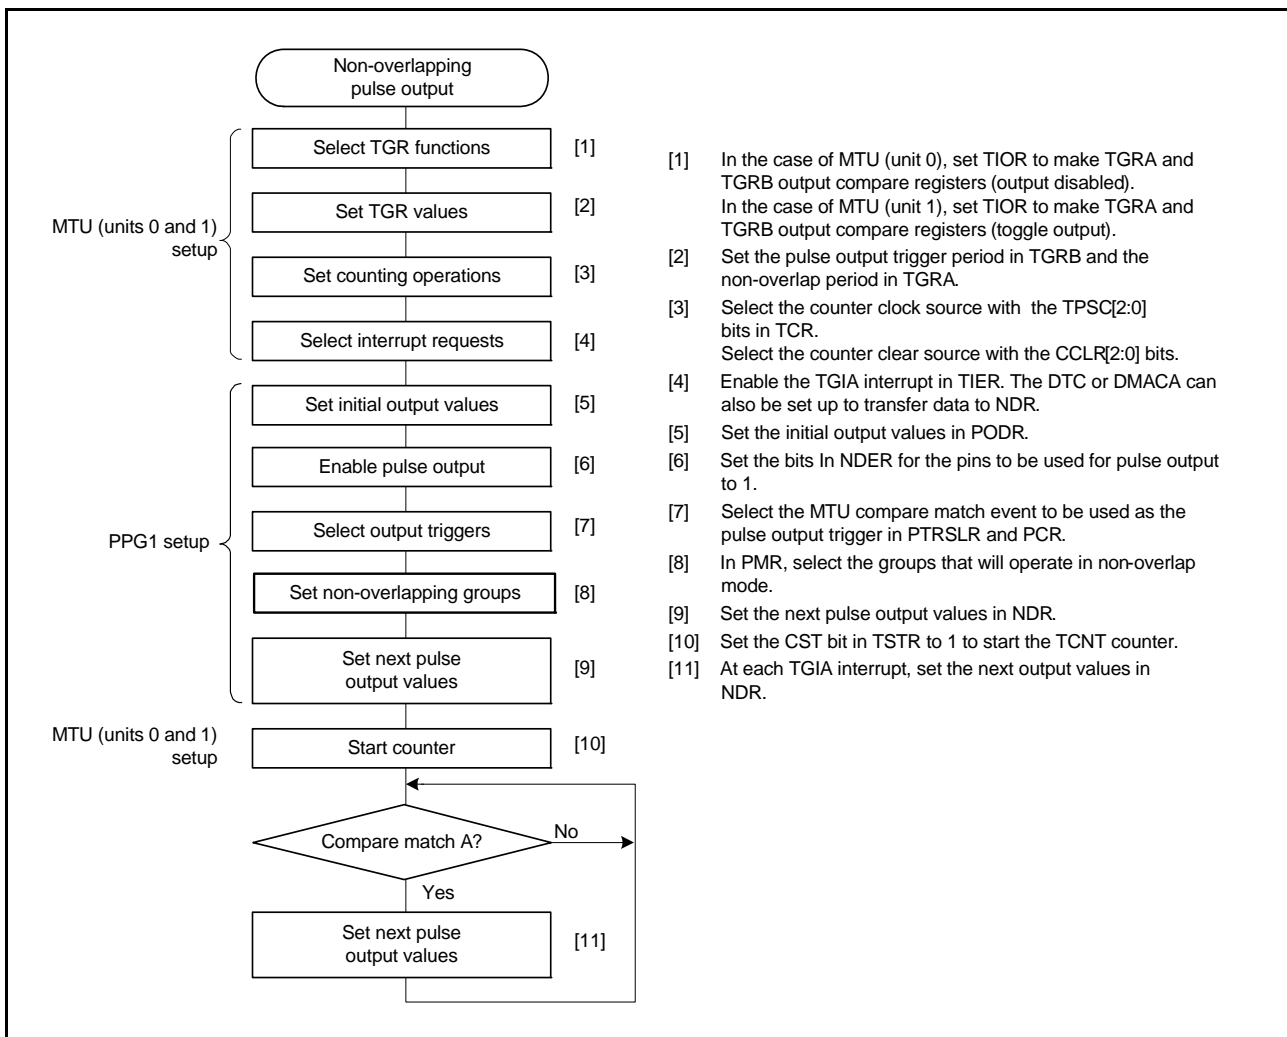 Non-overlapping
pulse output
Select TGR functions [1]
Set TGR values [2]
MTU (units 0 and 1)
setup
Set counting operations [3]
Select interrupt requests [4]
Set initial output values [5]
Enable pulse output [6]
Select output triggers [7]
PPG1 setup
Set non-overlapping groups [8]
Set next pulse
output values [9]
MTU (units 0 and 1)
setup
Start counter [10]
Compare match A?
No
Yes
Set next pulse
output values [11]
[1] In the case of MTU (unit 0), set TIOR to make TGRA and
TGRB output compare registers (output disabled).
In the case of MTU (unit 1), set TIOR to make TGRA and
TGRB output compare registers (toggle output).
[2] Set the pulse output trigger period in TGRB and the
non-overlap period in TGRA.
[3] Select the counter clock source with the TPSC[2:0]
bits in TCR.
Select the counter clear source with the CCLR[2:0] bits.
[4] Enable the TGIA interrupt in TIER. The DTC or DMACA can
also be set up to transfer data to NDR.
[5] Set the initial output values in PODR.
[6] Set the bits In NDER for the pins to be used for pulse output
to 1.
[7] Select the MTU compare match event to be used as the
pulse output trigger in PTRSLR and PCR.
[8] In PMR, select the groups that will operate in non-overlap
mode.
[9] Set the next pulse output values in NDR.
[10] Set the CST bit in TSTR to 1 to start the TCNT counter.
[11] At each TGIA interrupt, set the next output values in
NDR.